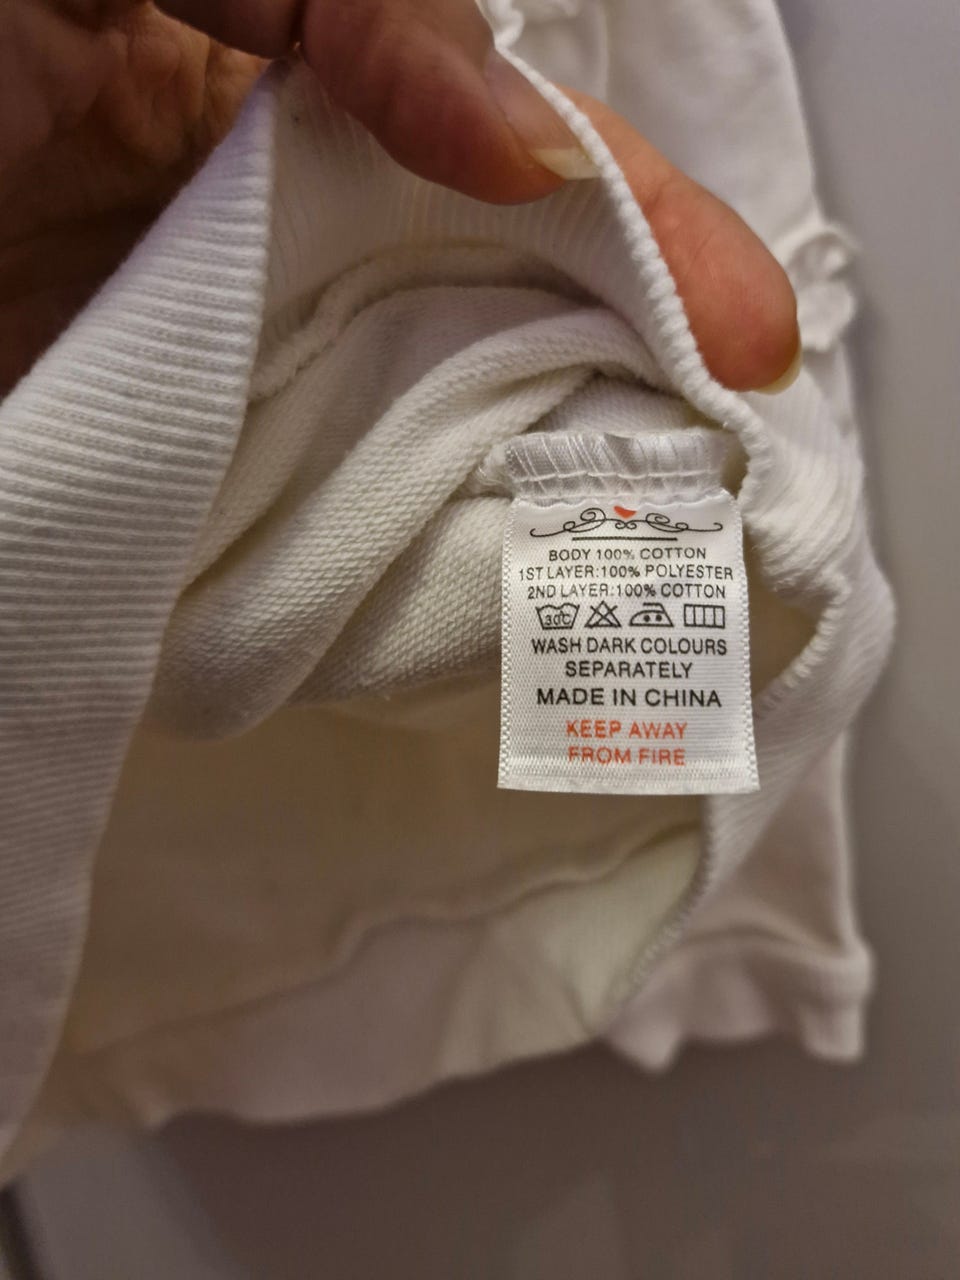 BODY 100% COTTON
1ST LAYER:100% POLYESTER
2ND LAYER:100% COTTON
30C
WASH DARK COLOURS
SEPARATELY
MADE IN CHINA
KEEP AWAY
FROM FIRE